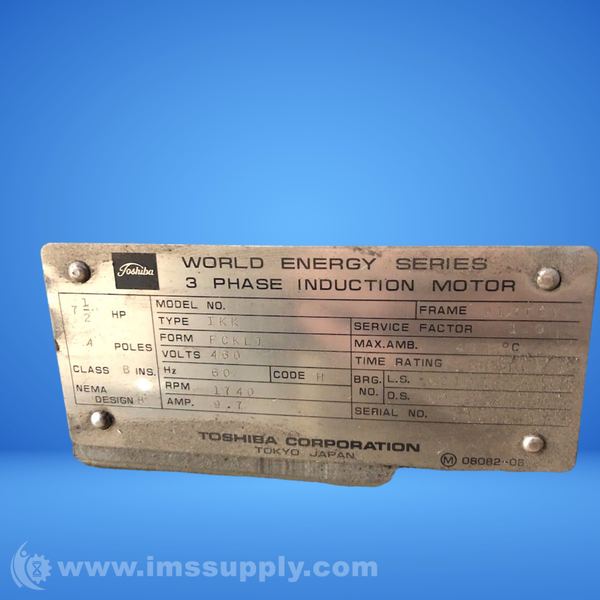 Toshiba
WORLD ENERGY SERIES
3 PHASE INDUCTION MOTOR
7 1/2 HP
4 POLES
CLASS B INS.
NEMA
DESIGN B
MODEL NO.
FRAME
TYPE IKK
SERVICE FACTOR
FORM FCKL1
MAX.AMB. °C
VOLTS 460
TIME RATING
Hz 60 CODE H
BRG. NO. L.S.
O.S.
RPM 1740
AMP. 9.7
SERIAL NO.
TOSHIBA CORPORATION
TOKYO JAPAN
M 06082-06
www.imssupply.com